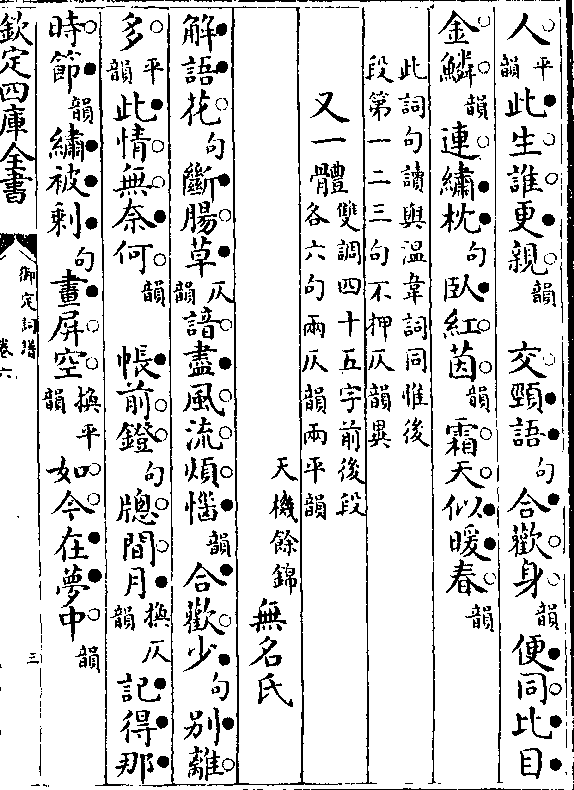 人平韻此生誰更親韻 交頸語句合歡身韻便同比目
金鱗韻連繡枕句臥紅茵韻霜天似暖春韻
此詞句讀與溫韋詞同惟後
段第一二三句不押仄韻異
又一體雙調四十五字前後段
各六句兩仄韻兩平韻
天機餘錦 無名氏
解語花句斷腸草仄韻諳盡風流煩惱韻合歡少句別離
多平韻此情無奈何韻 帳前鐙句牕間月換仄韻記得那
時節韻繡被剩句畫屏空換平韻如今在夢中韻
欽定四庫全書
御定詞譜
卷六
三